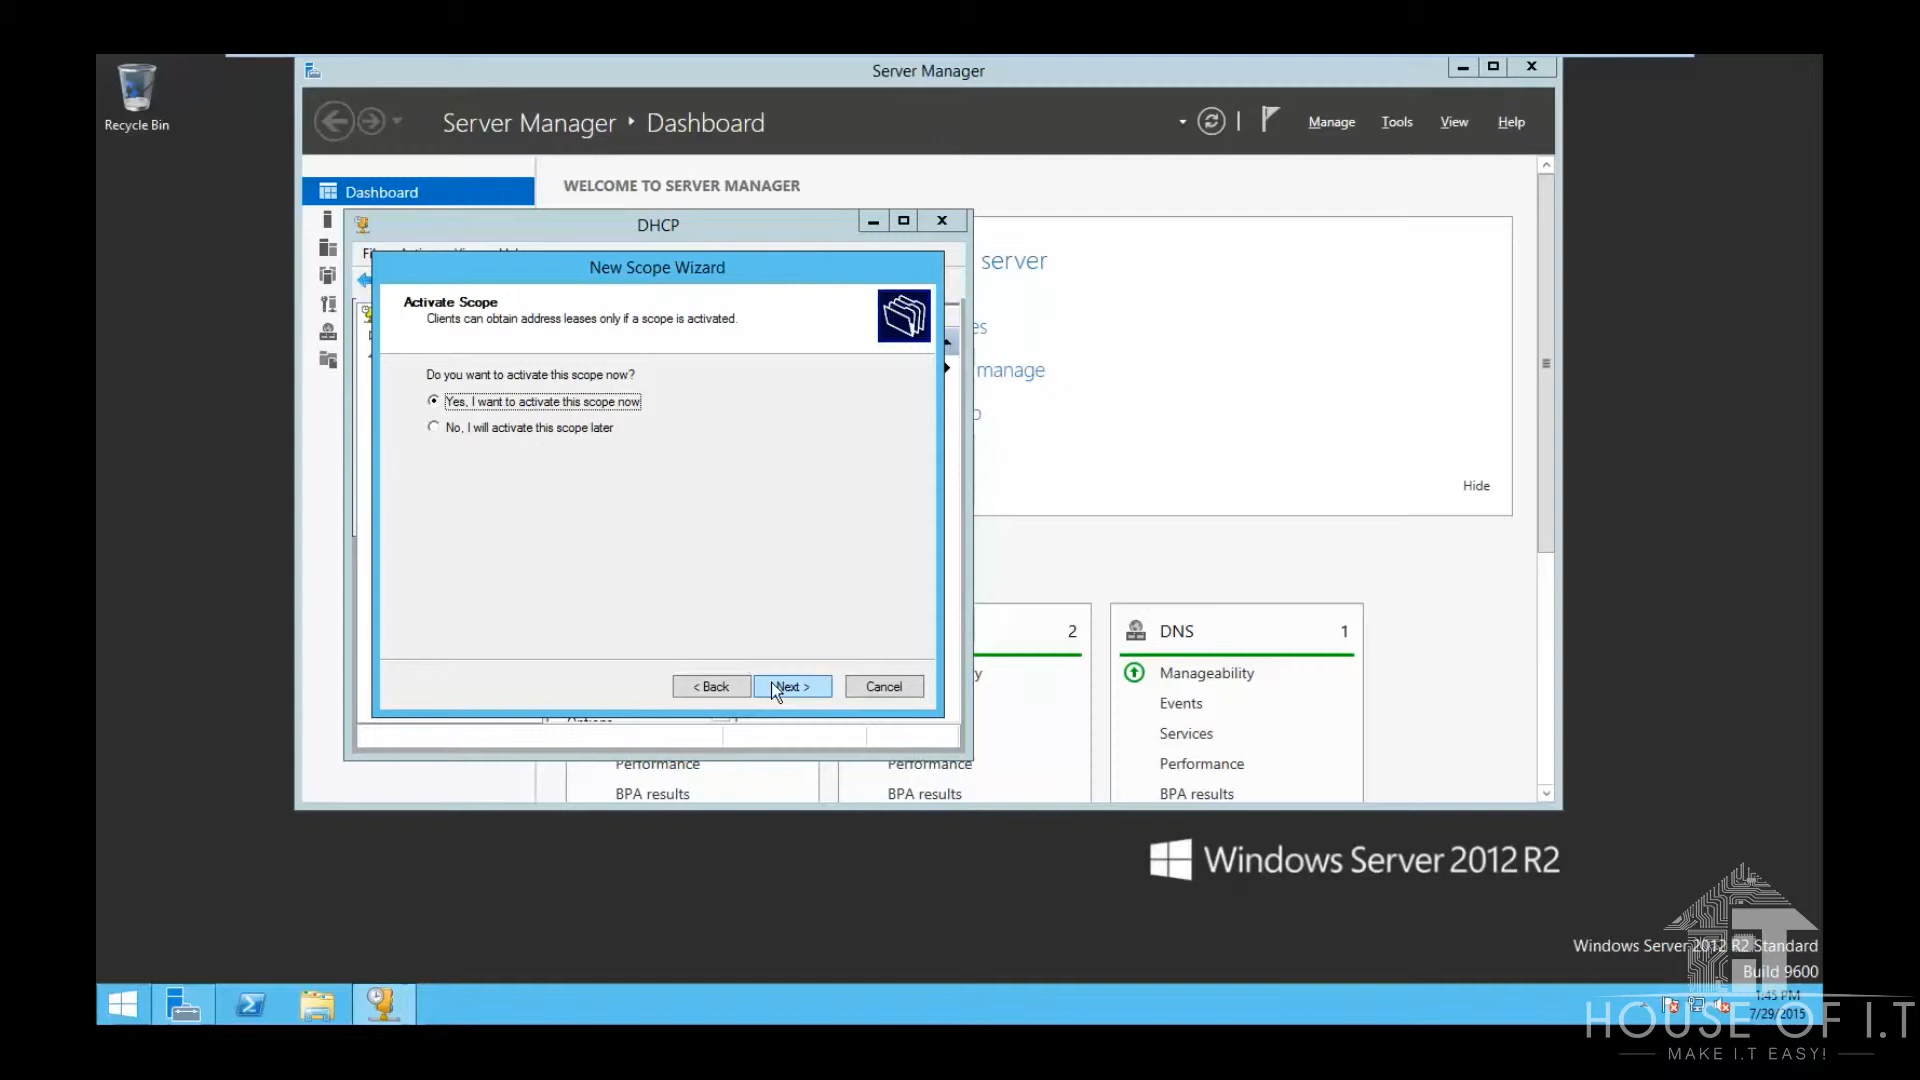 Recycle Bin
Server Manager
Server Manager Dashboard
Manage Tools View Help
Dashboard
WELCOME TO SERVER MANAGER
DHCP
server
New Scope Wizard
Activate Scope
Clients can obtain address leases only if a scope is activated.
manage
Do you want to activate this scope now?
Yes, I want to activate this scope now
No, I will activate this scope later
Hide
< Back
Next >
Cancel
2
DNS 1
Manageability
Events
Services
Performance
BPA results
Performance
BPA results
Performance
BPA results
Windows Server 2012 R2
Windows Server 2012 R2 Standard
Build 9600
1:45 PM
7/29/2015
HOUSE OF I.T
MAKE I.T EASY!